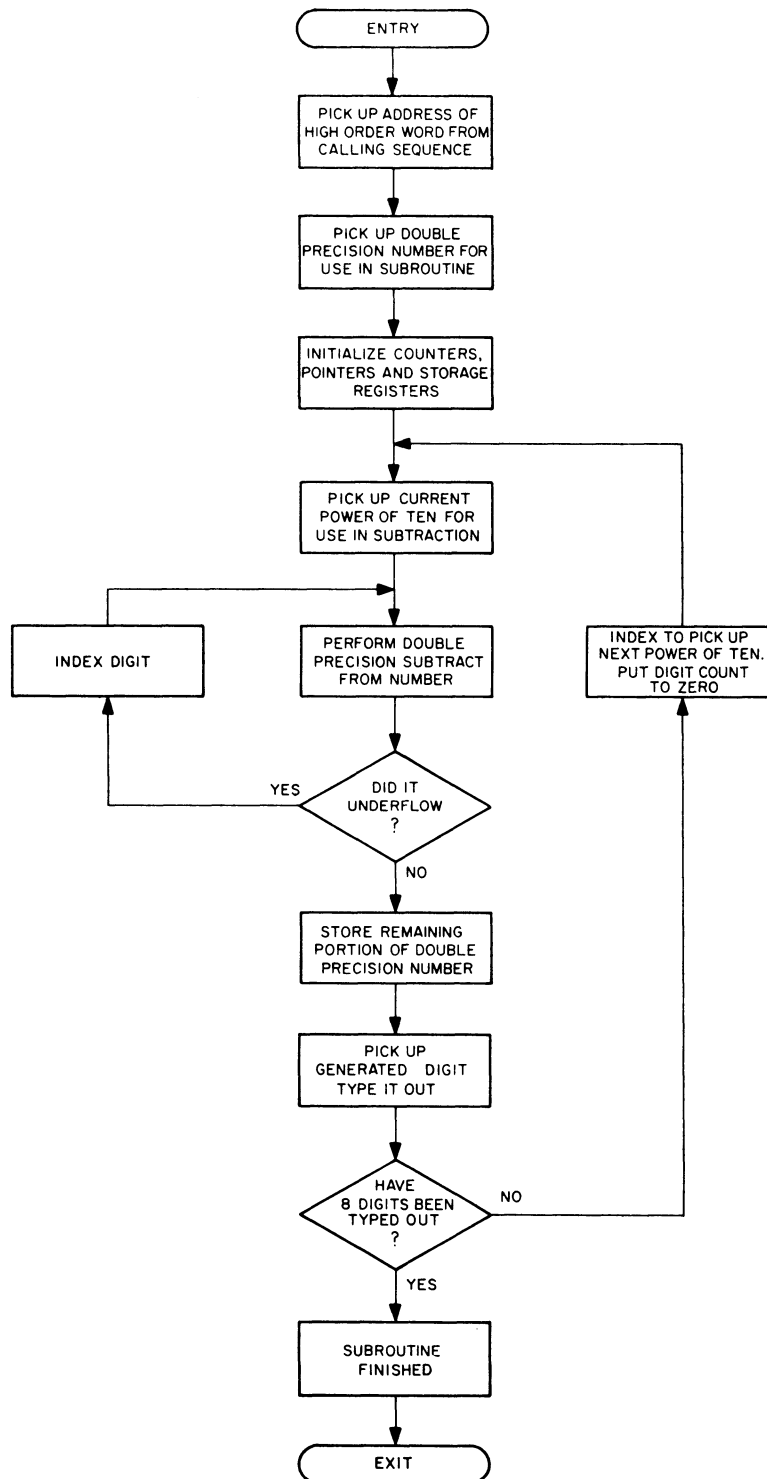 ENTRY
PICK UP ADDRESS OF
HIGH ORDER WORD FROM
CALLING SEQUENCE
PICK UP DOUBLE
PRECISION NUMBER FOR
USE IN SUBROUTINE
INITIALIZE COUNTERS,
POINTERS AND STORAGE
REGISTERS
PICK UP CURRENT
POWER OF TEN FOR
USE IN SUBTRACTION
INDEX DIGIT
PERFORM DOUBLE
PRECISION SUBTRACT
FROM NUMBER
INDEX TO PICK UP
NEXT POWER OF TEN.
PUT DIGIT COUNT
TO ZERO
YES
DID IT
UNDERFLOW
?
NO
STORE REMAINING
PORTION OF DOUBLE
PRECISION NUMBER
PICK UP
GENERATED DIGIT
TYPE IT OUT
HAVE
8 DIGITS BEEN
TYPED OUT
?
NO
YES
SUBROUTINE
FINISHED
EXIT